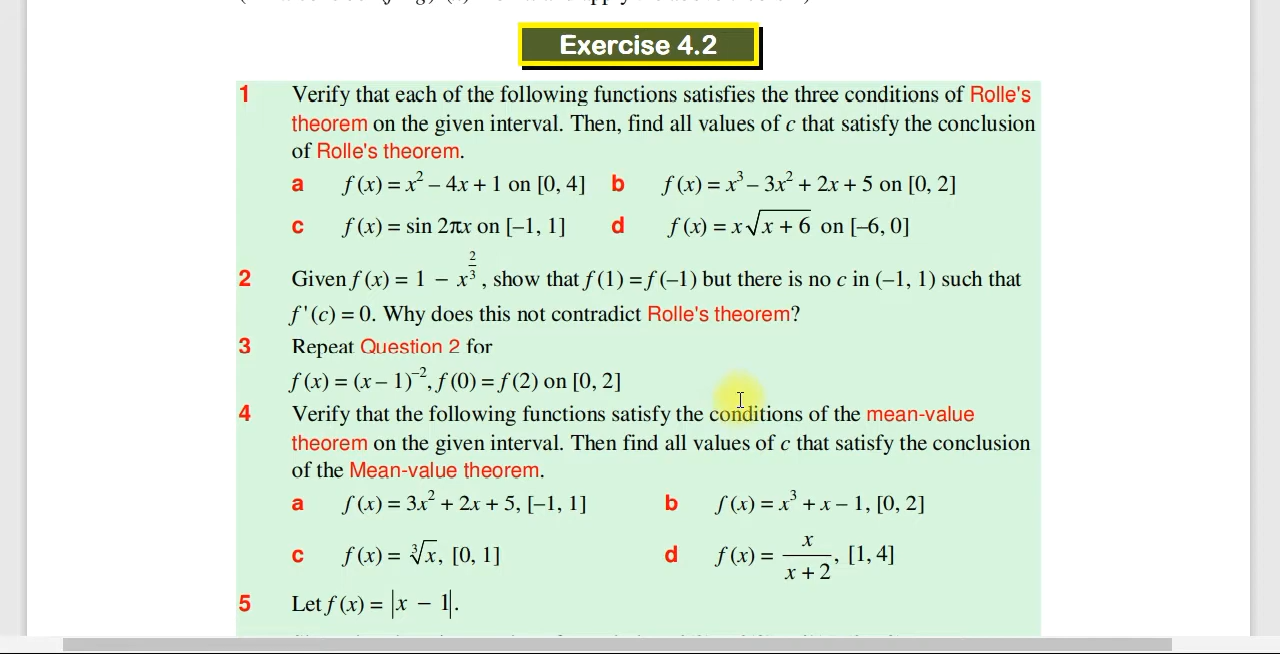 Exercise 4.2
1 Verify that each of the following functions satisfies the three conditions of Rolle's
theorem on the given interval. Then, find all values of c that satisfy the conclusion
of Rolle's theorem.
a f (x) = x² – 4x + 1 on [0, 4] b f (x) = x³ – 3x² + 2x + 5 on [0, 2]
c f (x) = sin 2πx on [–1, 1] d f (x) = x√(x + 6) on [–6, 0]
2 Given f (x) = 1 − x^(2/3), show that f (1) = f (–1) but there is no c in (–1, 1) such that
f '(c) = 0. Why does this not contradict Rolle's theorem?
3 Repeat Question 2 for
f (x) = (x – 1)⁻², f (0) = f (2) on [0, 2]
4 Verify that the following functions satisfy the conditions of the mean-value
theorem on the given interval. Then find all values of c that satisfy the conclusion
of the Mean-value theorem.
a f (x) = 3x² + 2x + 5, [–1, 1] b f (x) = x³ + x – 1, [0, 2]
c f (x) = ∛x, [0, 1] d f (x) = x/(x + 2), [1, 4]
5 Let f (x) = |x − 1|.